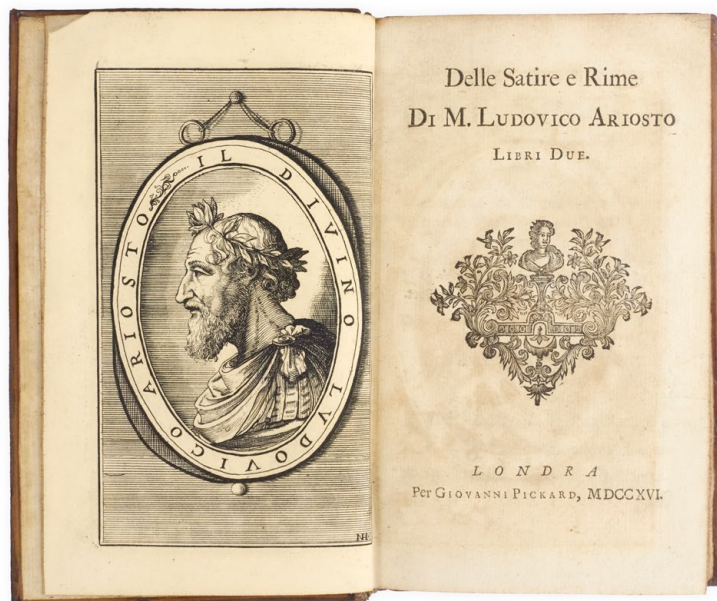 IL DIVINO LVDOVICO ARIOSTO
NH
Delle Satire e Rime
DI M. LUDOVICO ARIOSTO
LIBRI DUE.
LONDRA
Per GIOVANNI PICKARD, MDCCXVI.